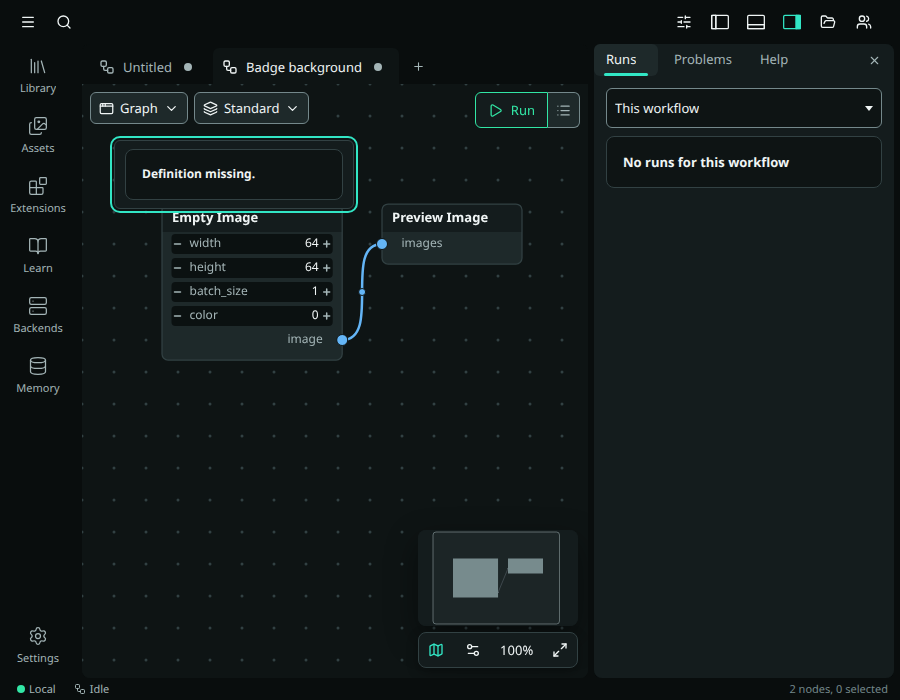 Untitled
Badge background
Runs
Problems
Help
Library
Assets
Extensions
Learn
Backends
Memory
Settings
Graph
Standard
Run
This workflow
No runs for this workflow
Definition missing.
Empty Image
width 64
height 64
batch_size 1
color 0
image
Preview Image
images
100%
Local
Idle
2 nodes, 0 selected